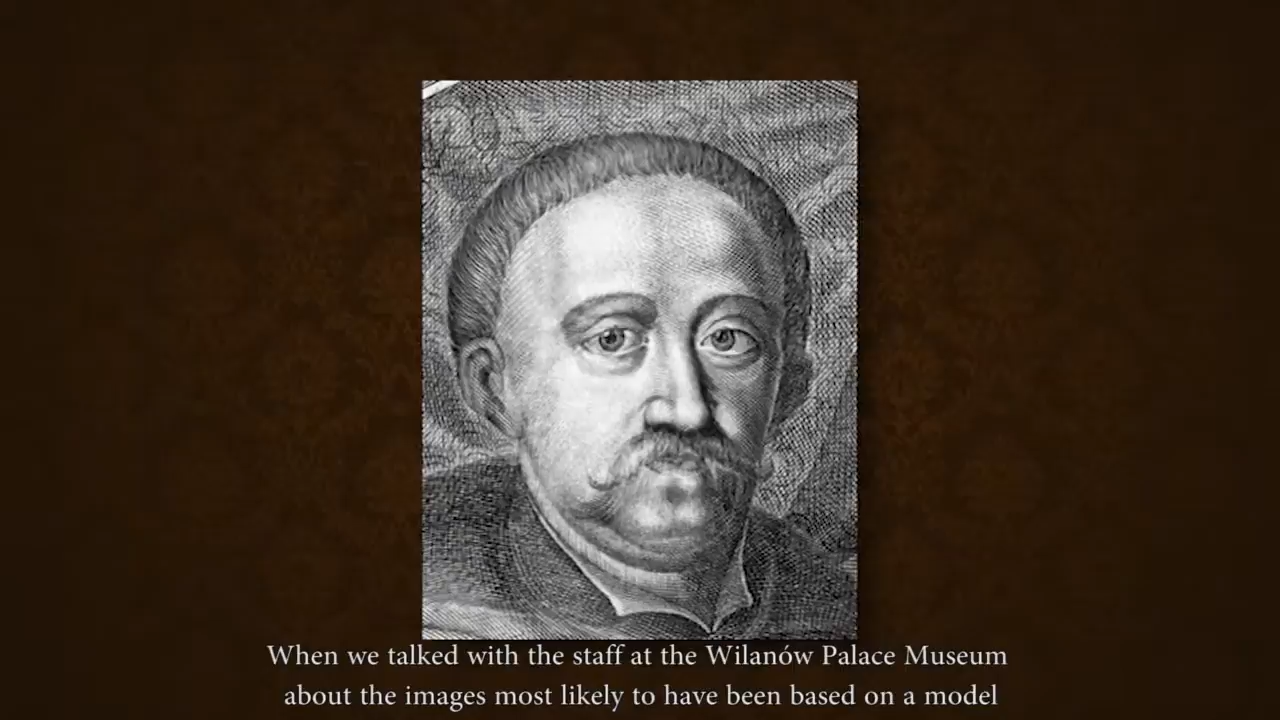 When we talked with the staff at the Wilanów Palace Museum
about the images most likely to have been based on a model